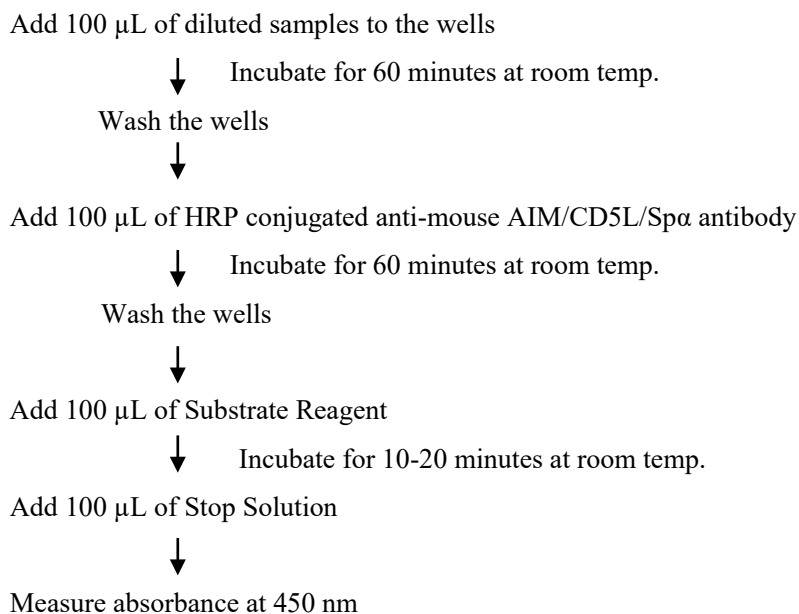 Add 100 µL of diluted samples to the wells
Incubate for 60 minutes at room temp.
Wash the wells
Add 100 µL of HRP conjugated anti-mouse AIM/CD5L/Spα antibody
Incubate for 60 minutes at room temp.
Wash the wells
Add 100 µL of Substrate Reagent
Incubate for 10-20 minutes at room temp.
Add 100 µL of Stop Solution
Measure absorbance at 450 nm